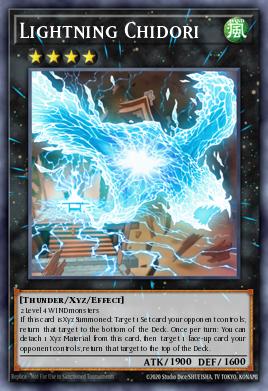 Lightning Chidori
風
[Thunder/Xyz/Effect]
2 Level 4 WIND monsters
If this card is Xyz Summoned: Target 1 Set card your opponent controls;
return that target to the bottom of the Deck. Once per turn: You can
detach 1 Xyz Material from this card, then target 1 face-up card your
opponent controls; return that target to the top of the Deck.
ATK/1900 DEF/1600
Replica - Not For Use in Sanctioned Tournaments
©2020 Studio Dice/SHUEISHA, TV TOKYO, KONAMI